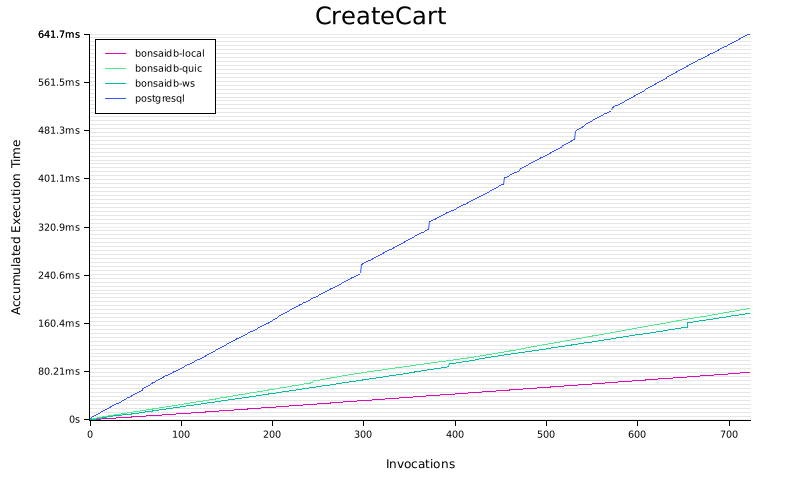 CreateCart
641.7ms
561.5ms
481.3ms
401.1ms
320.9ms
240.6ms
160.4ms
80.21ms
0s
bonsaidb-local
bonsaidb-quic
bonsaidb-ws
postgresql
Accumulated Execution Time
0 100 200 300 400 500 600 700
Invocations